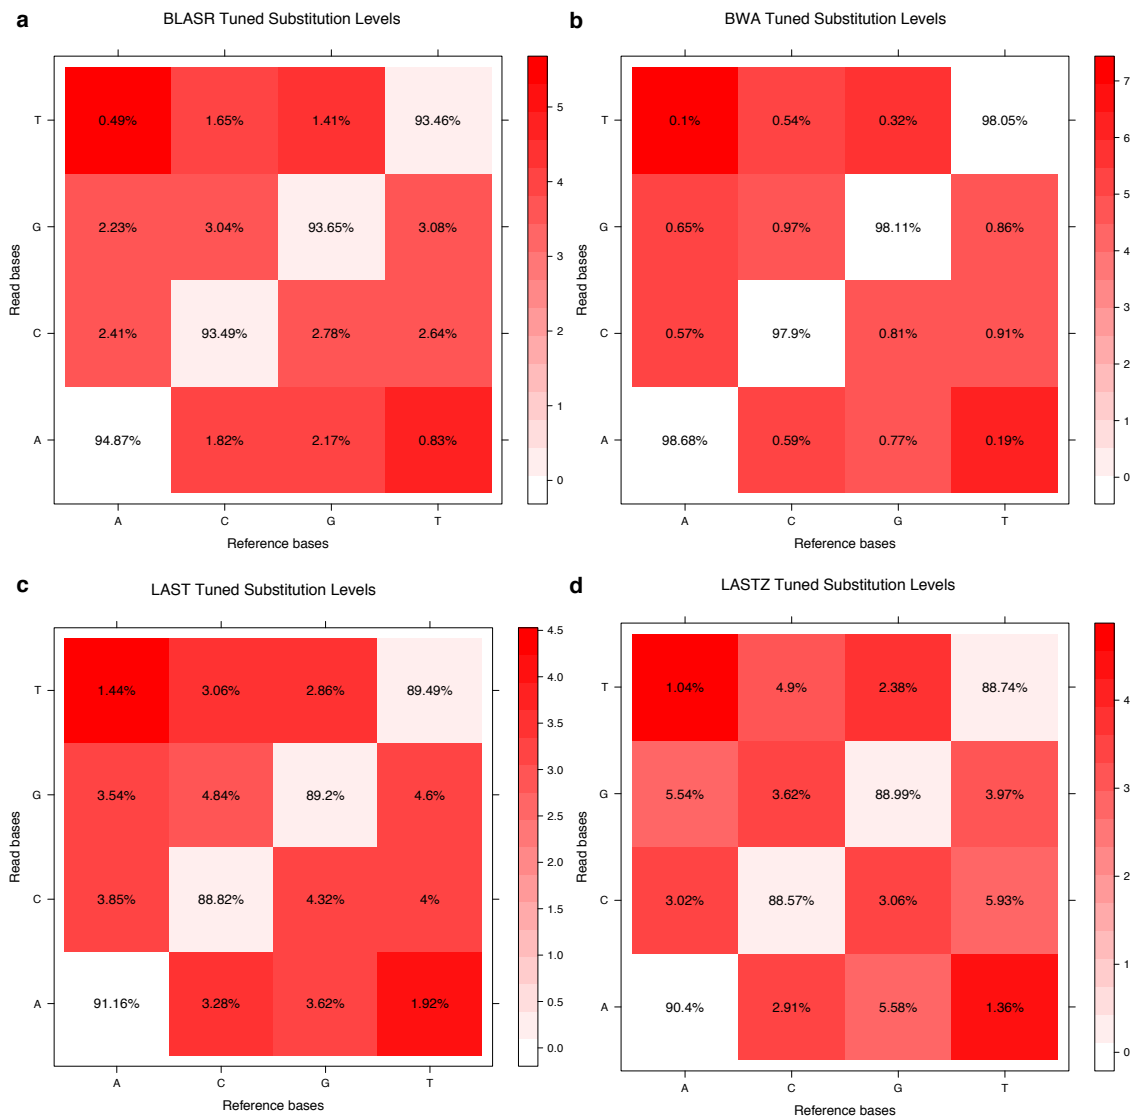 a
BLASR Tuned Substitution Levels
T
0.49%
1.65%
1.41%
93.46%
G
2.23%
3.04%
93.65%
3.08%
C
2.41%
93.49%
2.78%
2.64%
A
94.87%
1.82%
2.17%
0.83%
A
C
G
T
Reference bases
Read bases
5
4
3
2
1
0
b
BWA Tuned Substitution Levels
T
0.1%
0.54%
0.32%
98.05%
G
0.65%
0.97%
98.11%
0.86%
C
0.57%
97.9%
0.81%
0.91%
A
98.68%
0.59%
0.77%
0.19%
A
C
G
T
Reference bases
Read bases
7
6
5
4
3
2
1
0
c
LAST Tuned Substitution Levels
T
1.44%
3.06%
2.86%
89.49%
G
3.54%
4.84%
89.2%
4.6%
C
3.85%
88.82%
4.32%
4%
A
91.16%
3.28%
3.62%
1.92%
A
C
G
T
Reference bases
Read bases
4.5
4.0
3.5
3.0
2.5
2.0
1.5
1.0
0.5
0.0
d
LASTZ Tuned Substitution Levels
T
1.04%
4.9%
2.38%
88.74%
G
5.54%
3.62%
88.99%
3.97%
C
3.02%
88.57%
3.06%
5.93%
A
90.4%
2.91%
5.58%
1.36%
A
C
G
T
Reference bases
Read bases
4
3
2
1
0